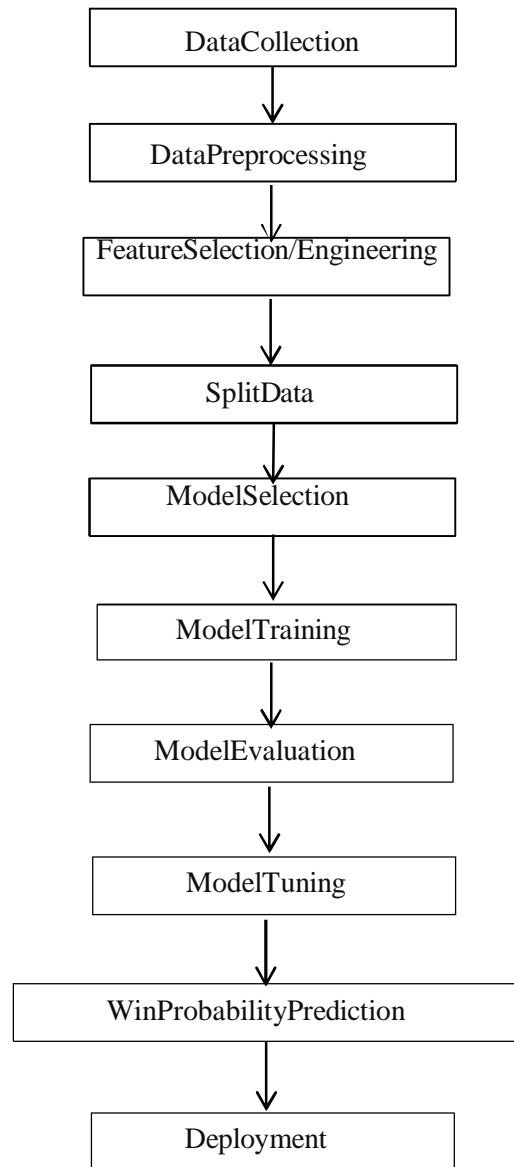 DataCollection
DataPreprocessing
FeatureSelection/Engineering
SplitData
ModelSelection
ModelTraining
ModelEvaluation
ModelTuning
WinProbabilityPrediction
Deployment